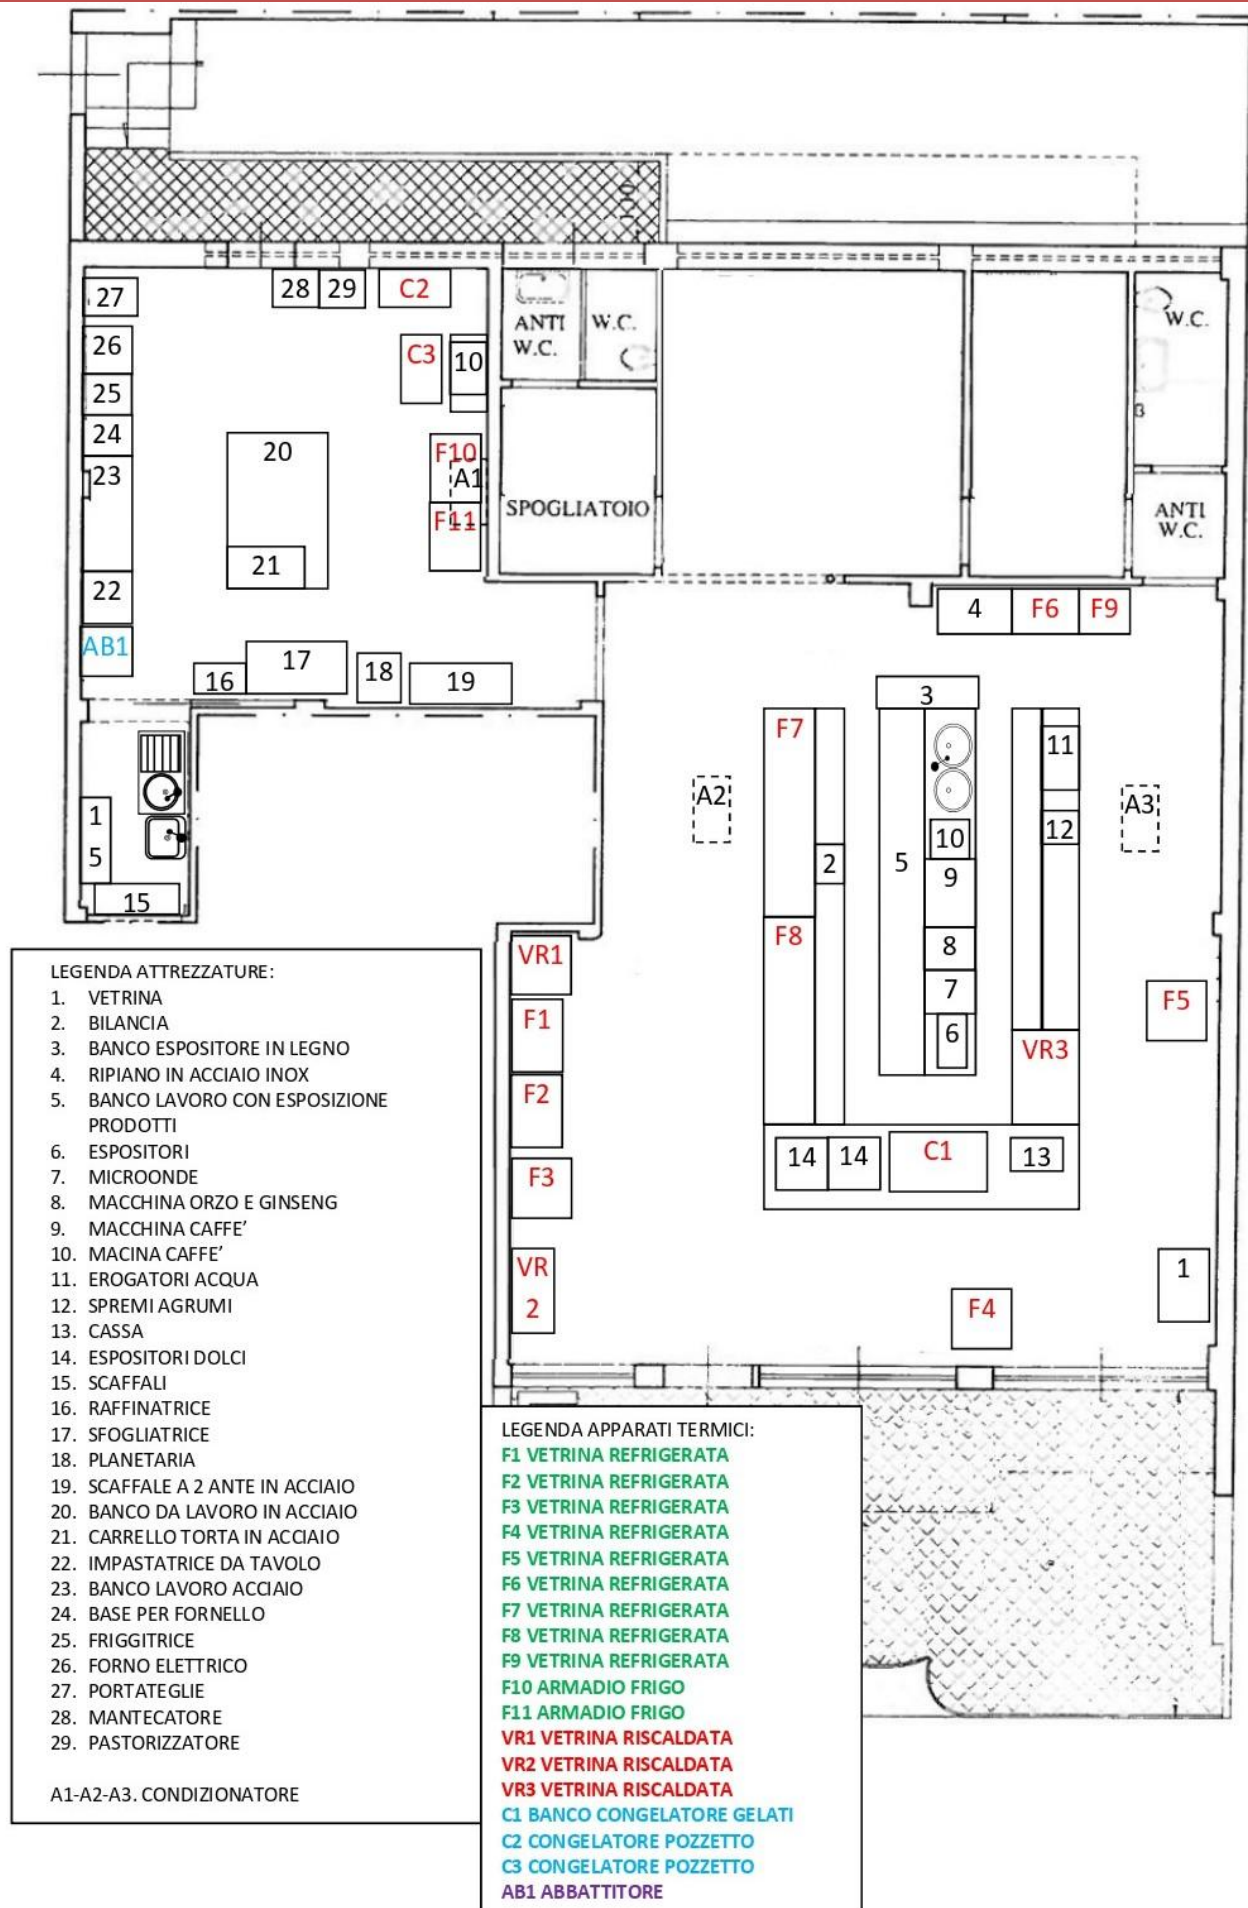 27
28
29
C2
26
C3
10
25
24
23
20
F10
A1
F11
21
22
AB1
16
17
18
19
ANTI
W.C.
W.C.
SPOGLIATOIO
W.C.
ANTI
W.C.
4
F6
F9
3
F7
11
A2
A3
12
10
2
5
9
F8
8
7
6
VR3
1
5
15
VR1
F1
F2
F3
VR
2
F5
14
14
C1
13
F4
1
LEGENDA ATTREZZATURE:
1. VETRINA
2. BILANCIA
3. BANCO ESPOSITORE IN LEGNO
4. RIPIANO IN ACCIAIO INOX
5. BANCO LAVORO CON ESPOSIZIONE
PRODOTTI
6. ESPOSITORI
7. MICROONDE
8. MACCHINA ORZO E GINSENG
9. MACCHINA CAFFE’
10. MACINA CAFFE’
11. EROGATORI ACQUA
12. SPREMI AGRUMI
13. CASSA
14. ESPOSITORI DOLCI
15. SCAFFALI
16. RAFFINATRICE
17. SFOGLIATRICE
18. PLANETARIA
19. SCAFFALE A 2 ANTE IN ACCIAIO
20. BANCO DA LAVORO IN ACCIAIO
21. CARRELLO TORTA IN ACCIAIO
22. IMPASTATRICE DA TAVOLO
23. BANCO LAVORO ACCIAIO
24. BASE PER FORNELLO
25. FRIGGITRICE
26. FORNO ELETTRICO
27. PORTATEGLIE
28. MANTECATORE
29. PASTORIZZATORE
A1-A2-A3. CONDIZIONATORE
LEGENDA APPARATI TERMICI:
F1 VETRINA REFRIGERATA
F2 VETRINA REFRIGERATA
F3 VETRINA REFRIGERATA
F4 VETRINA REFRIGERATA
F5 VETRINA REFRIGERATA
F6 VETRINA REFRIGERATA
F7 VETRINA REFRIGERATA
F8 VETRINA REFRIGERATA
F9 VETRINA REFRIGERATA
F10 ARMADIO FRIGO
F11 ARMADIO FRIGO
VR1 VETRINA RISCALDATA
VR2 VETRINA RISCALDATA
VR3 VETRINA RISCALDATA
C1 BANCO CONGELATORE GELATI
C2 CONGELATORE POZZETTO
C3 CONGELATORE POZZETTO
AB1 ABBATTITORE